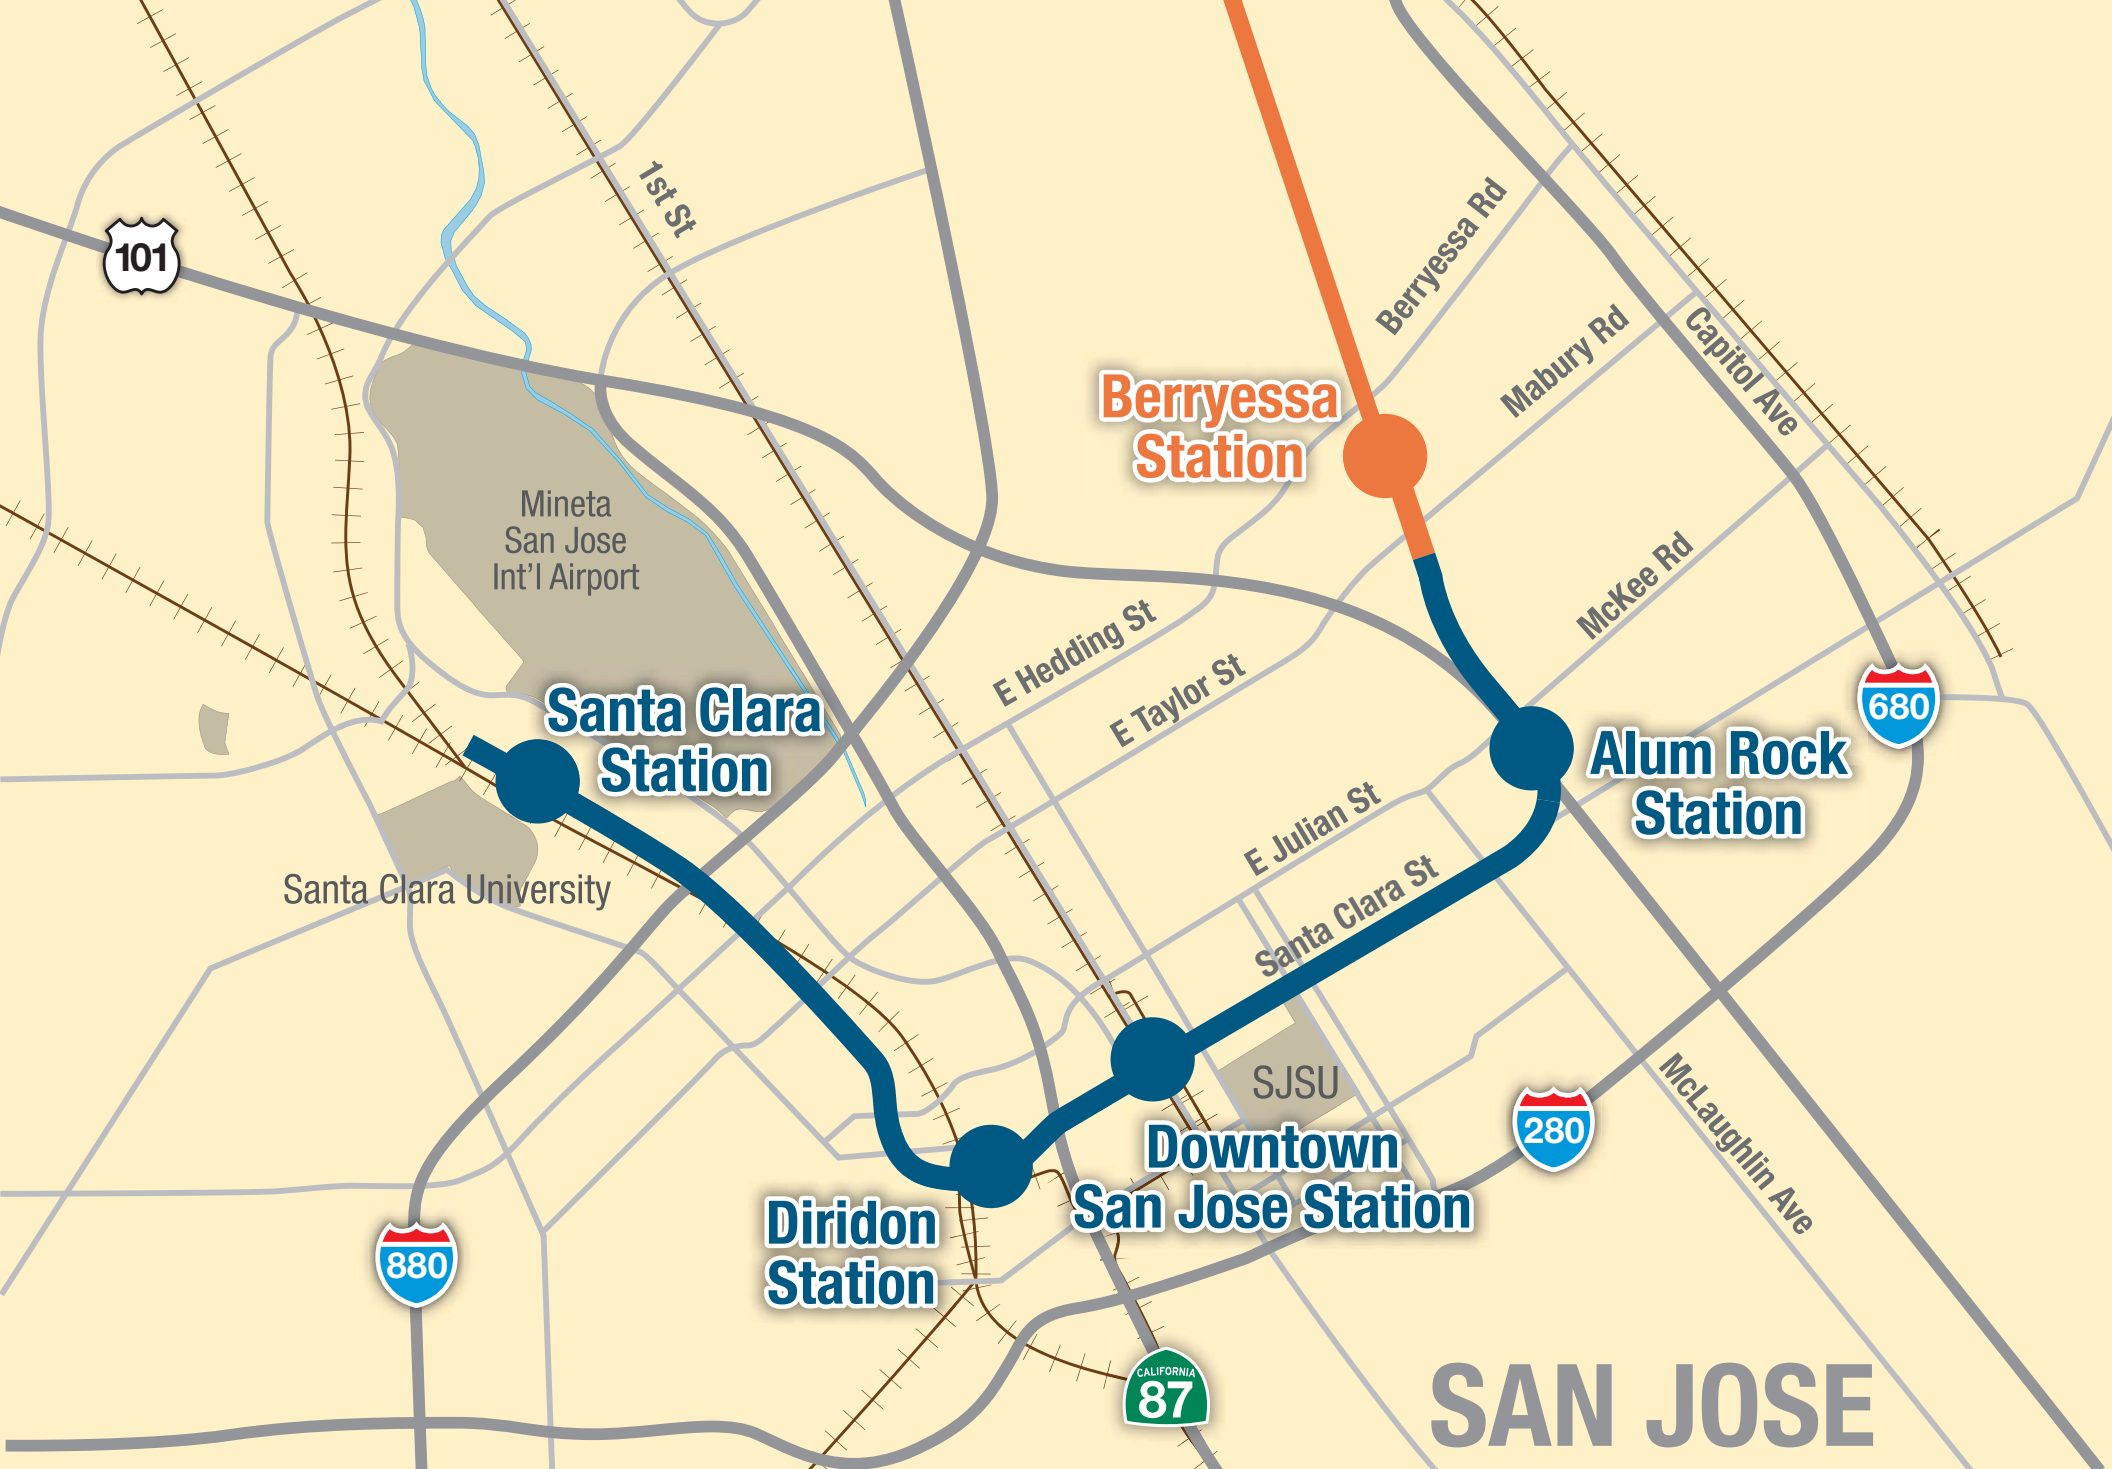 1st St
101
Berryessa Rd
Mabury Rd
Capitol Ave
Berryessa
Station
Mineta
San Jose
Int'l Airport
McKee Rd
E Hedding St
E Taylor St
680
Santa Clara
Station
Alum Rock
Station
E Julian St
Santa Clara St
Santa Clara University
SJSU
McLaughlin Ave
280
Downtown
San Jose Station
Diridon
Station
880
CALIFORNIA
87
SAN JOSE